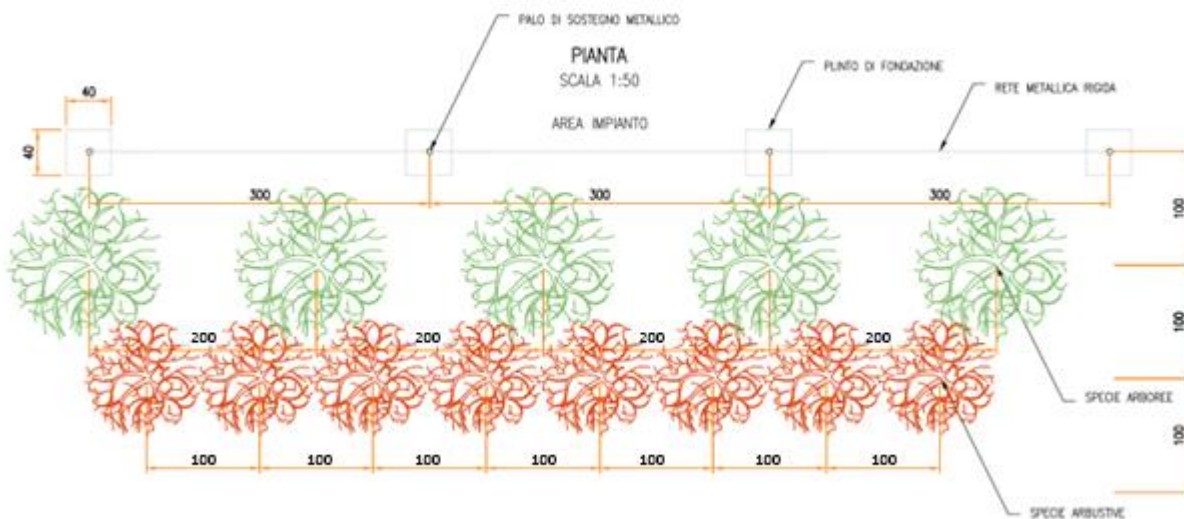 PALO DI SOSTEGNO METALLICO
PIANTA
SCALA 1:50
PLINTO DI FONDAZIONE
RETE METALLICA RIGIDA
AREA IMPIANTO
40
40
300
300
300
100
200
200
200
200
100
100
100
100
100
100
100
100
100
SPECIE ARBOREE
SPECIE ARBUSTIVE